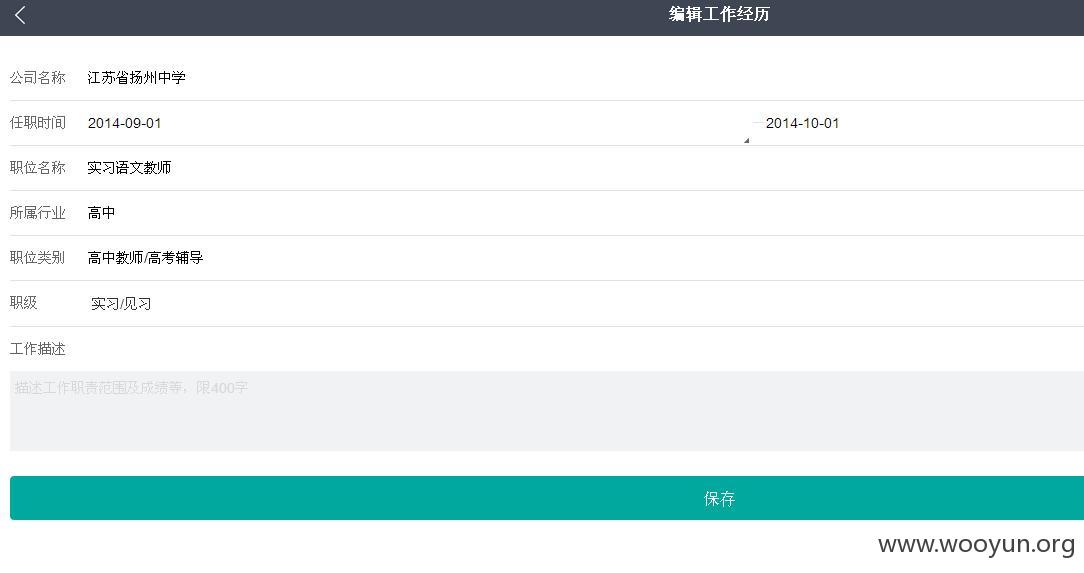 编辑工作经历
公司名称 江苏省扬州中学
任职时间 2014-09-01 — 2014-10-01
职位名称 实习语文教师
所属行业 高中
职位类别 高中教师/高考辅导
职级 实习/见习
工作描述
描述工作职责范围及成绩等，限400字
保存
www.wooyun.org